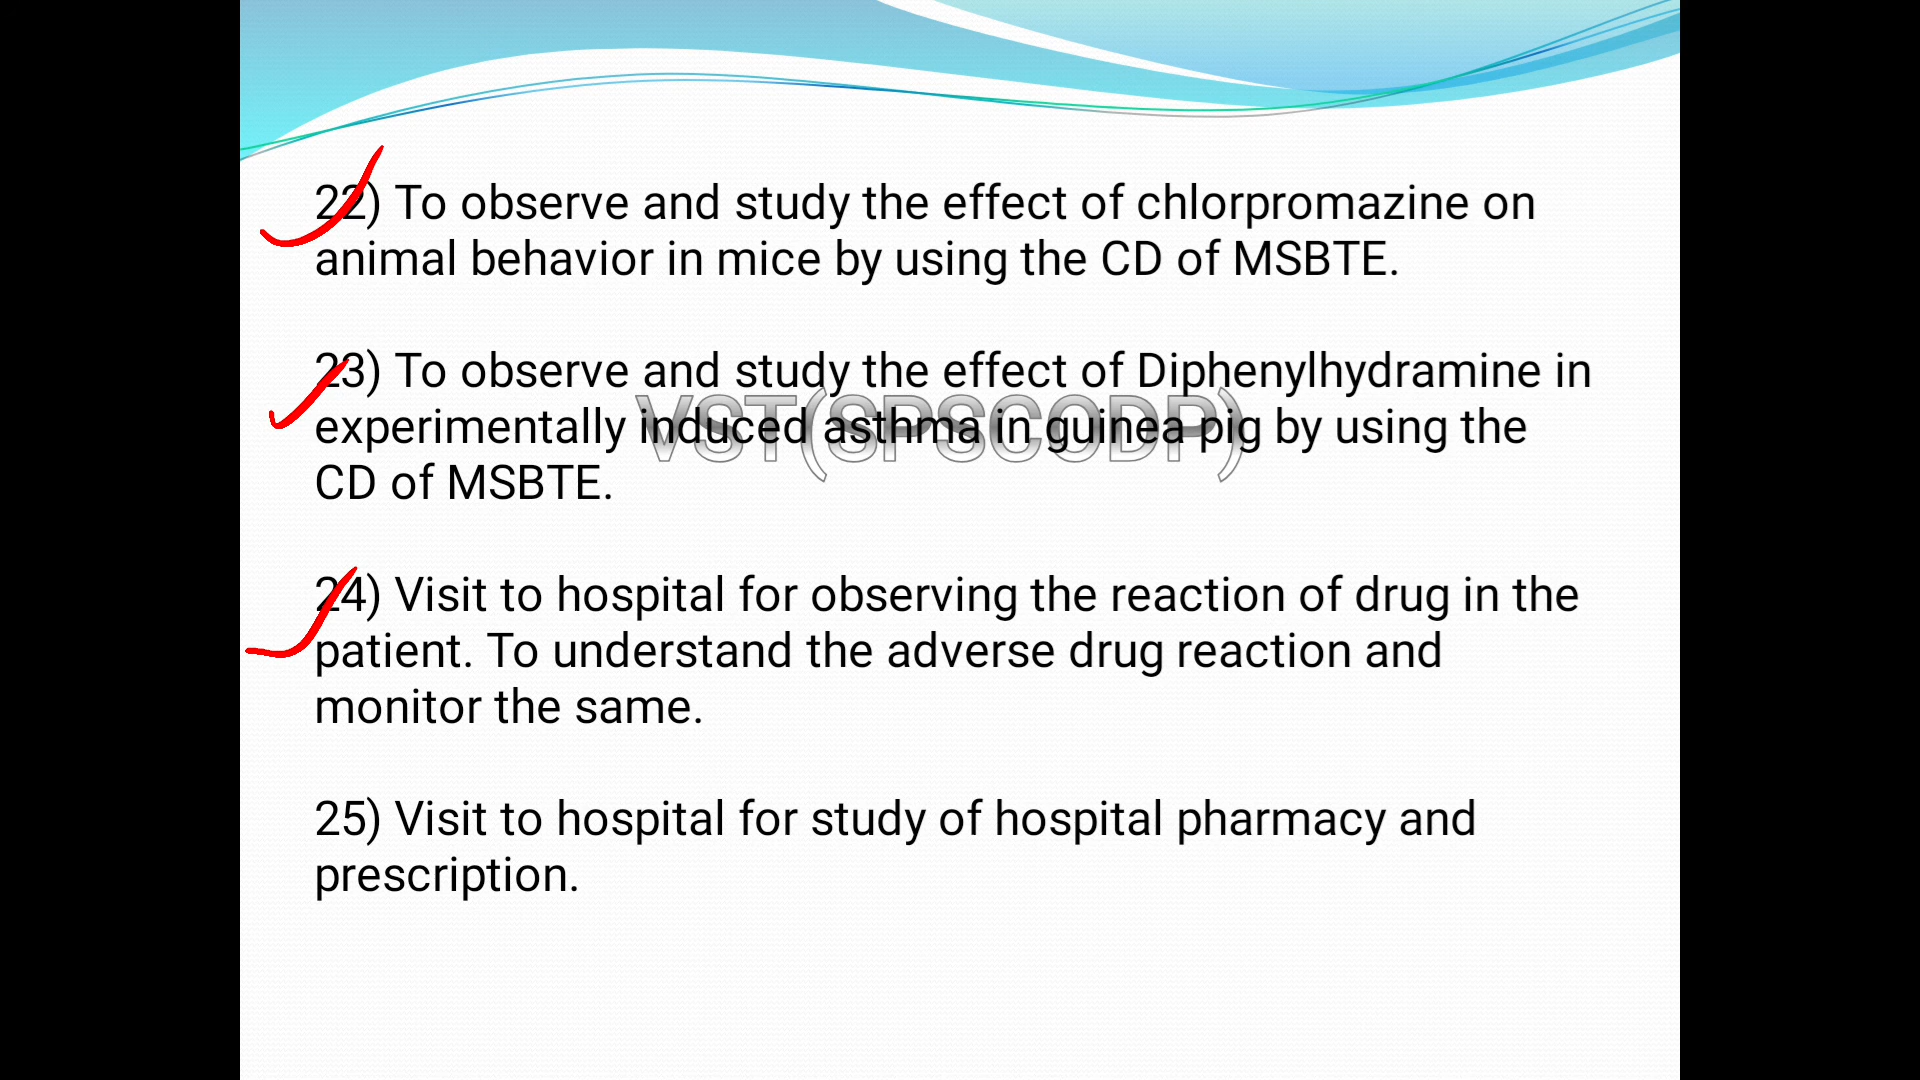 22) To observe and study the effect of chlorpromazine on
animal behavior in mice by using the CD of MSBTE.
23) To observe and study the effect of Diphenylhydramine in
experimentally induced asthma in guinea pig by using the
CD of MSBTE.
VST(SPSCODP)
24) Visit to hospital for observing the reaction of drug in the
patient. To understand the adverse drug reaction and
monitor the same.
25) Visit to hospital for study of hospital pharmacy and
prescription.